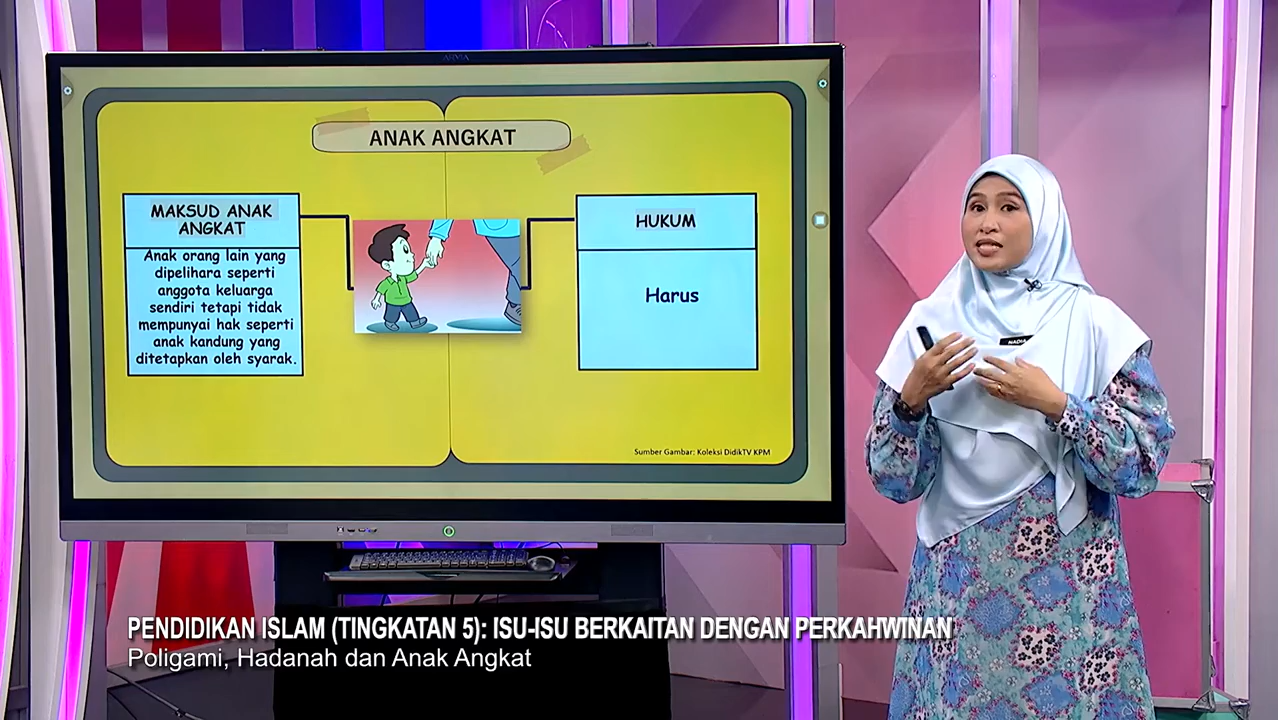 ANAK ANGKAT
MAKSUD ANAK
ANGKAT
Anak orang lain yang
dipelihara seperti
anggota keluarga
sendiri tetapi tidak
mempunyai hak seperti
anak kandung yang
ditetapkan oleh syarak.
HUKUM
Harus
Sumber Gambar: Koleksi DidikTV KPM
NADIA
PENDIDIKAN ISLAM (TINGKATAN 5): ISU-ISU BERKAITAN DENGAN PERKAHWINAN
Poligami, Hadanah dan Anak Angkat